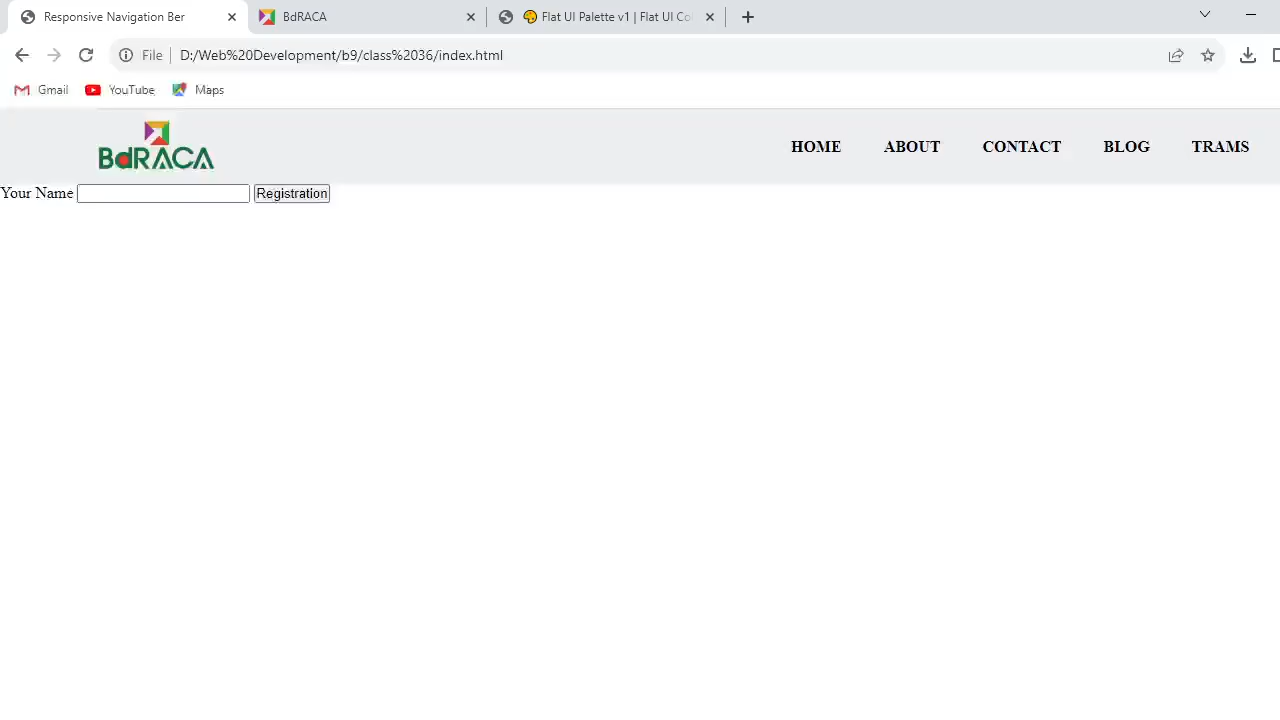 Responsive Navigation Ber
BdRACA
Flat UI Palette v1 | Flat UI Co
File
D:/Web%20Development/b9/class%2036/index.html
Gmail
YouTube
Maps
BdRACA
HOME
ABOUT
CONTACT
BLOG
TRAMS
Your Name
Registration